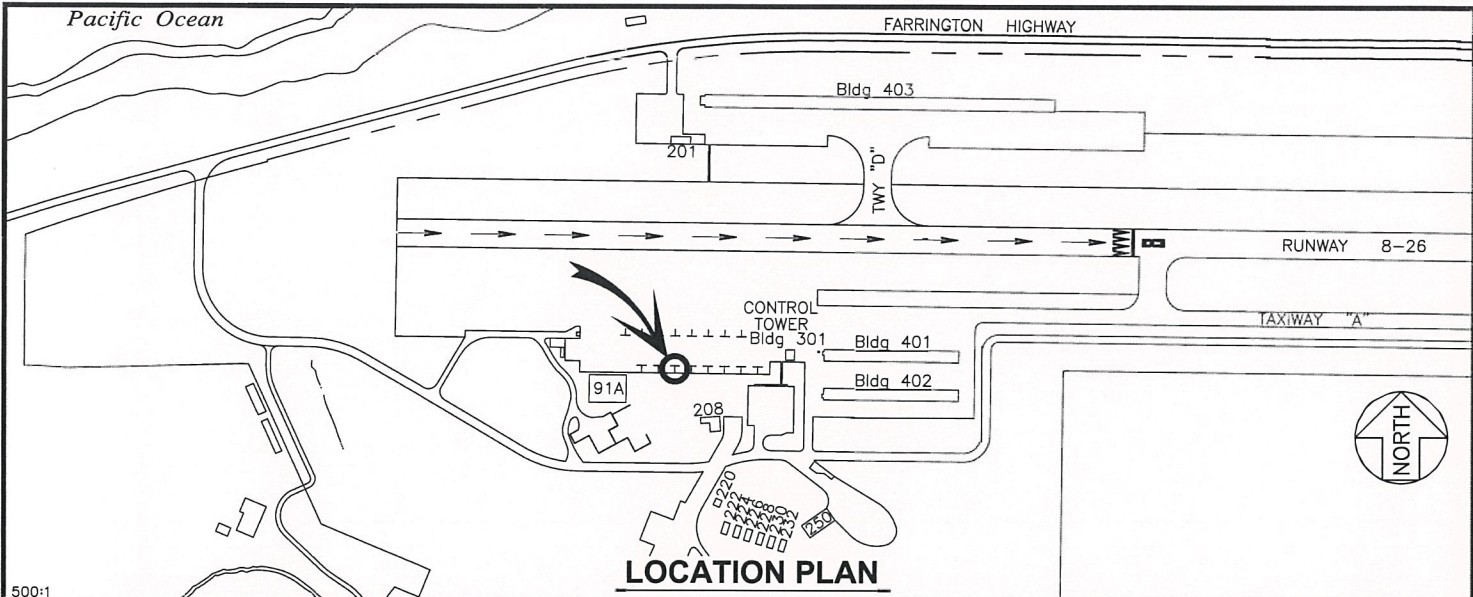 Pacific Ocean
FARRINGTON HIGHWAY
Bldg 403
201
TWY "D"
RUNWAY 8-26
CONTROL
TOWER
Bldg 301
TAXIWAY "A"
Bldg 401
Bldg 402
91A
208
NORTH
220
222
224
226
228
230
232
250
LOCATION PLAN
500:1